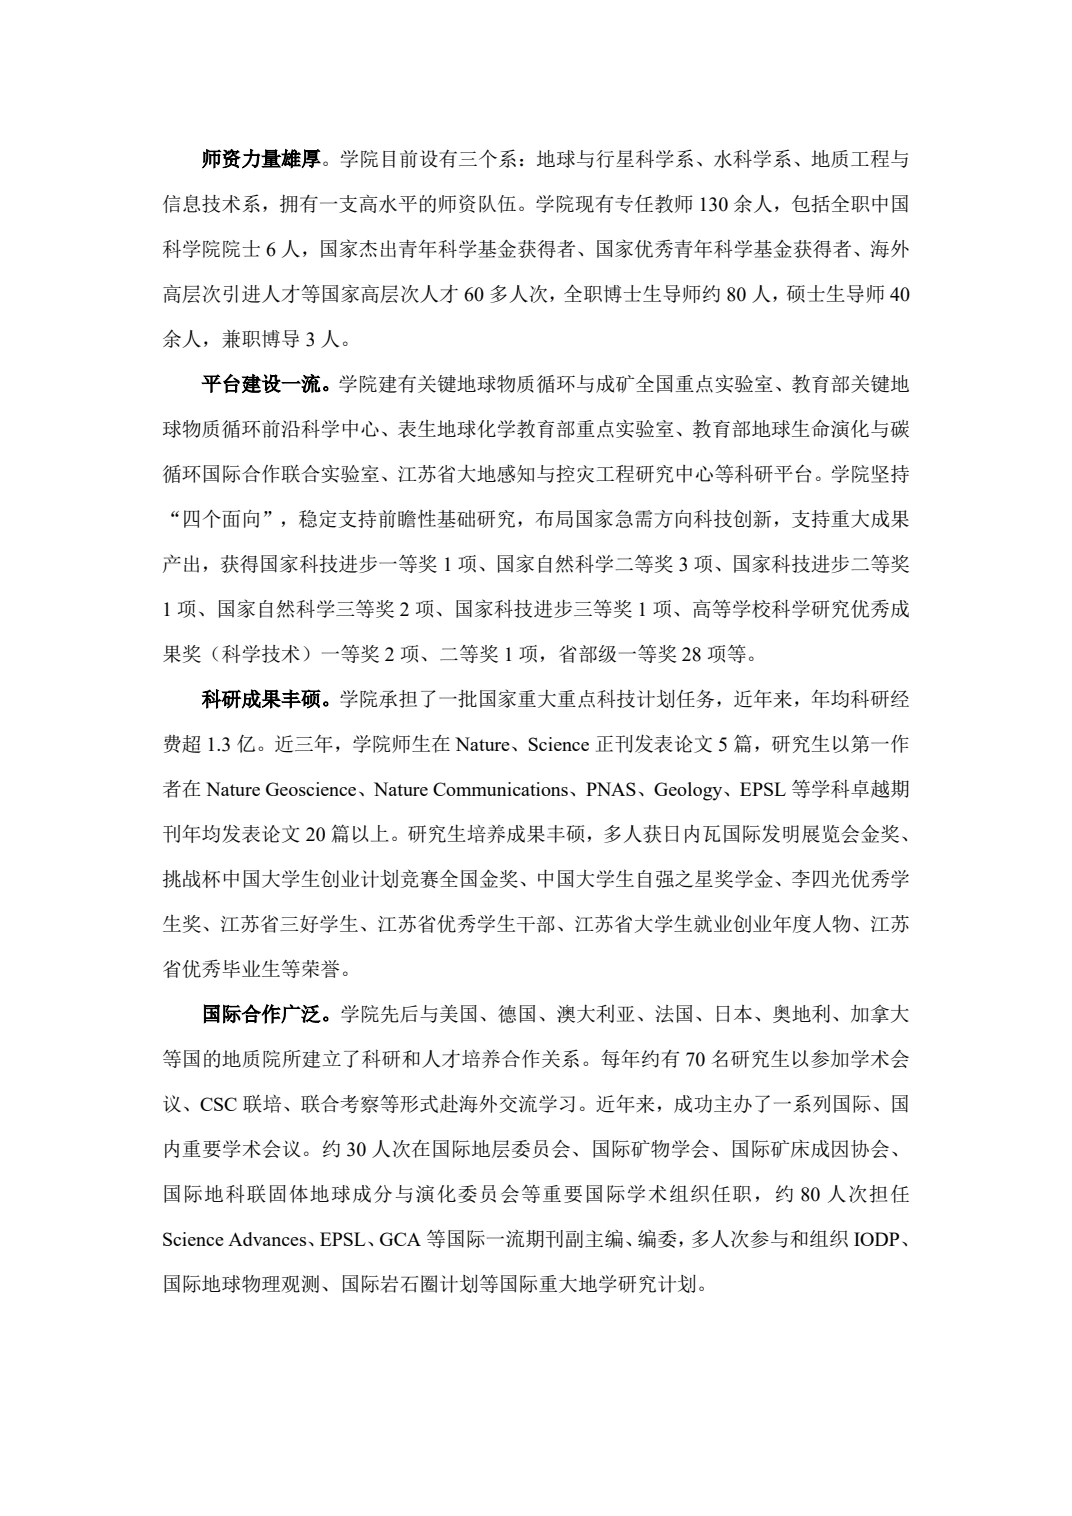 师资力量雄厚。学院目前设有三个系：地球与行星科学系、水科学系、地质工程与
信息技术系，拥有一支高水平的师资队伍。学院现有专任教师 130 余人，包括全职中国
科学院院士 6 人，国家杰出青年科学基金获得者、国家优秀青年科学基金获得者、海外
高层次引进人才等国家高层次人才 60 多人次，全职博士生导师约 80 人，硕士生导师 40
余人，兼职博导 3 人。
平台建设一流。学院建有关键地球物质循环与成矿全国重点实验室、教育部关键地
球物质循环前沿科学中心、表生地球化学教育部重点实验室、教育部地球生命演化与碳
循环国际合作联合实验室、江苏省大地感知与控灾工程研究中心等科研平台。学院坚持
“四个面向”，稳定支持前瞻性基础研究，布局国家急需方向科技创新，支持重大成果
产出，获得国家科技进步一等奖 1 项、国家自然科学二等奖 3 项、国家科技进步二等奖
1 项、国家自然科学三等奖 2 项、国家科技进步三等奖 1 项、高等学校科学研究优秀成
果奖（科学技术）一等奖 2 项、二等奖 1 项，省部级一等奖 28 项等。
科研成果丰硕。学院承担了一批国家重大重点科技计划任务，近年来，年均科研经
费超 1.3 亿。近三年，学院师生在 Nature、Science 正刊发表论文 5 篇，研究生以第一作
者在 Nature Geoscience、Nature Communications、PNAS、Geology、EPSL 等学科卓越期
刊年均发表论文 20 篇以上。研究生培养成果丰硕，多人获日内瓦国际发明展览会金奖、
挑战杯中国大学生创业计划竞赛全国金奖、中国大学生自强之星奖学金、李四光优秀学
生奖、江苏省三好学生、江苏省优秀学生干部、江苏省大学生就业创业年度人物、江苏
省优秀毕业生等荣誉。
国际合作广泛。学院先后与美国、德国、澳大利亚、法国、日本、奥地利、加拿大
等国的地质院所建立了科研和人才培养合作关系。每年约有 70 名研究生以参加学术会
议、CSC 联培、联合考察等形式赴海外交流学习。近年来，成功主办了一系列国际、国
内重要学术会议。约 30 人次在国际地层委员会、国际矿物学会、国际矿床成因协会、
国际地科联固体地球成分与演化委员会等重要国际学术组织任职，约 80 人次担任
Science Advances、EPSL、GCA 等国际一流期刊副主编、编委，多人次参与和组织 IODP、
国际地球物理观测、国际岩石圈计划等国际重大地学研究计划。